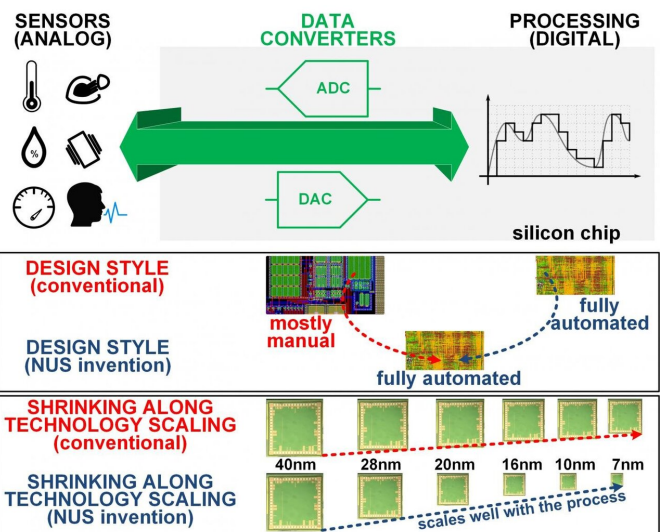 SENSORS
(ANALOG)
DATA
CONVERTERS
PROCESSING
(DIGITAL)
ADC
%
DAC
silicon chip
DESIGN STYLE
(conventional)
mostly
manual
fully
automated
DESIGN STYLE
(NUS invention)
fully automated
SHRINKING ALONG
TECHNOLOGY SCALING
(conventional)
40nm 28nm 20nm 16nm 10nm 7nm
SHRINKING ALONG
TECHNOLOGY SCALING
(NUS invention)
scales well with the process